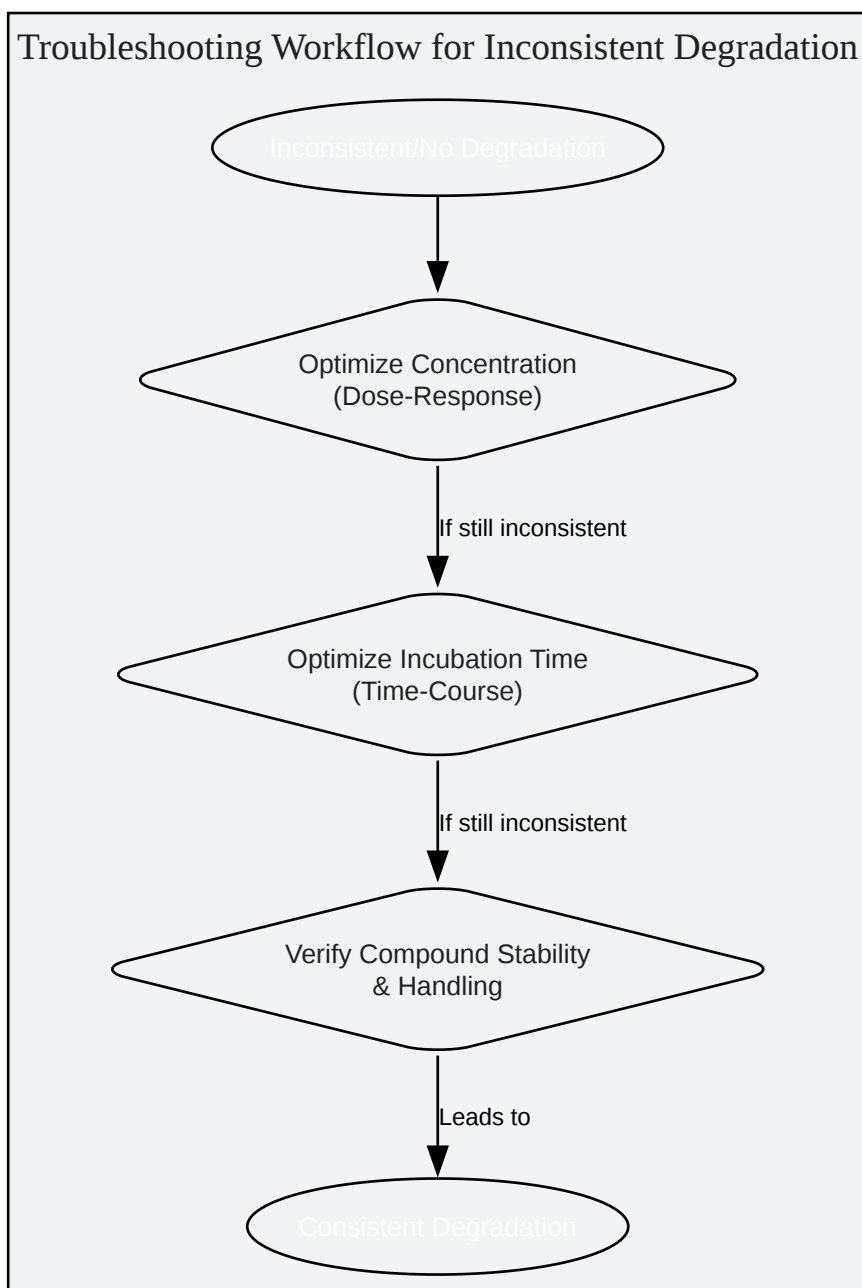 Troubleshooting Workflow for Inconsistent Degradation
Inconsistent/No Degradation
Optimize Concentration
(Dose-Response)
If still inconsistent
Optimize Incubation Time
(Time-Course)
If still inconsistent
Verify Compound Stability
& Handling
Leads to
Consistent Degradation